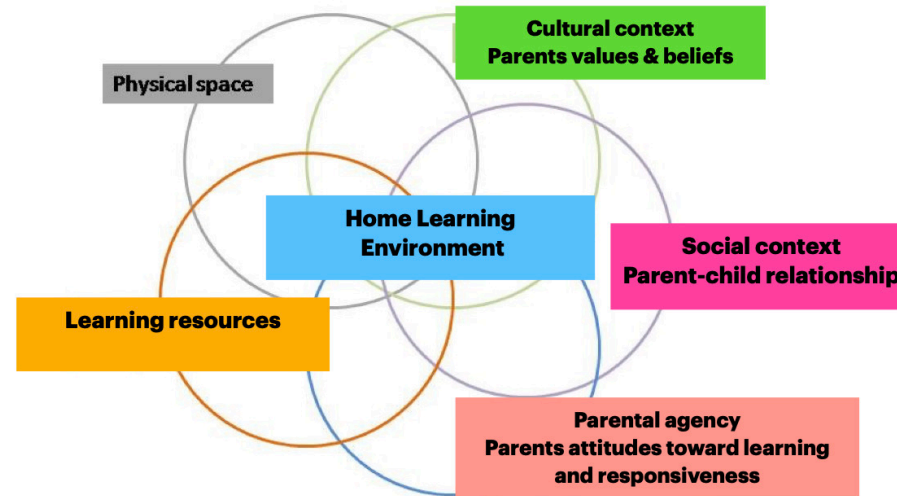 Cultural context
Parents values & beliefs
Physical space
Home Learning
Environment
Social context
Parent-child relationship
Learning resources
Parental agency
Parents attitudes toward learning
and responsiveness